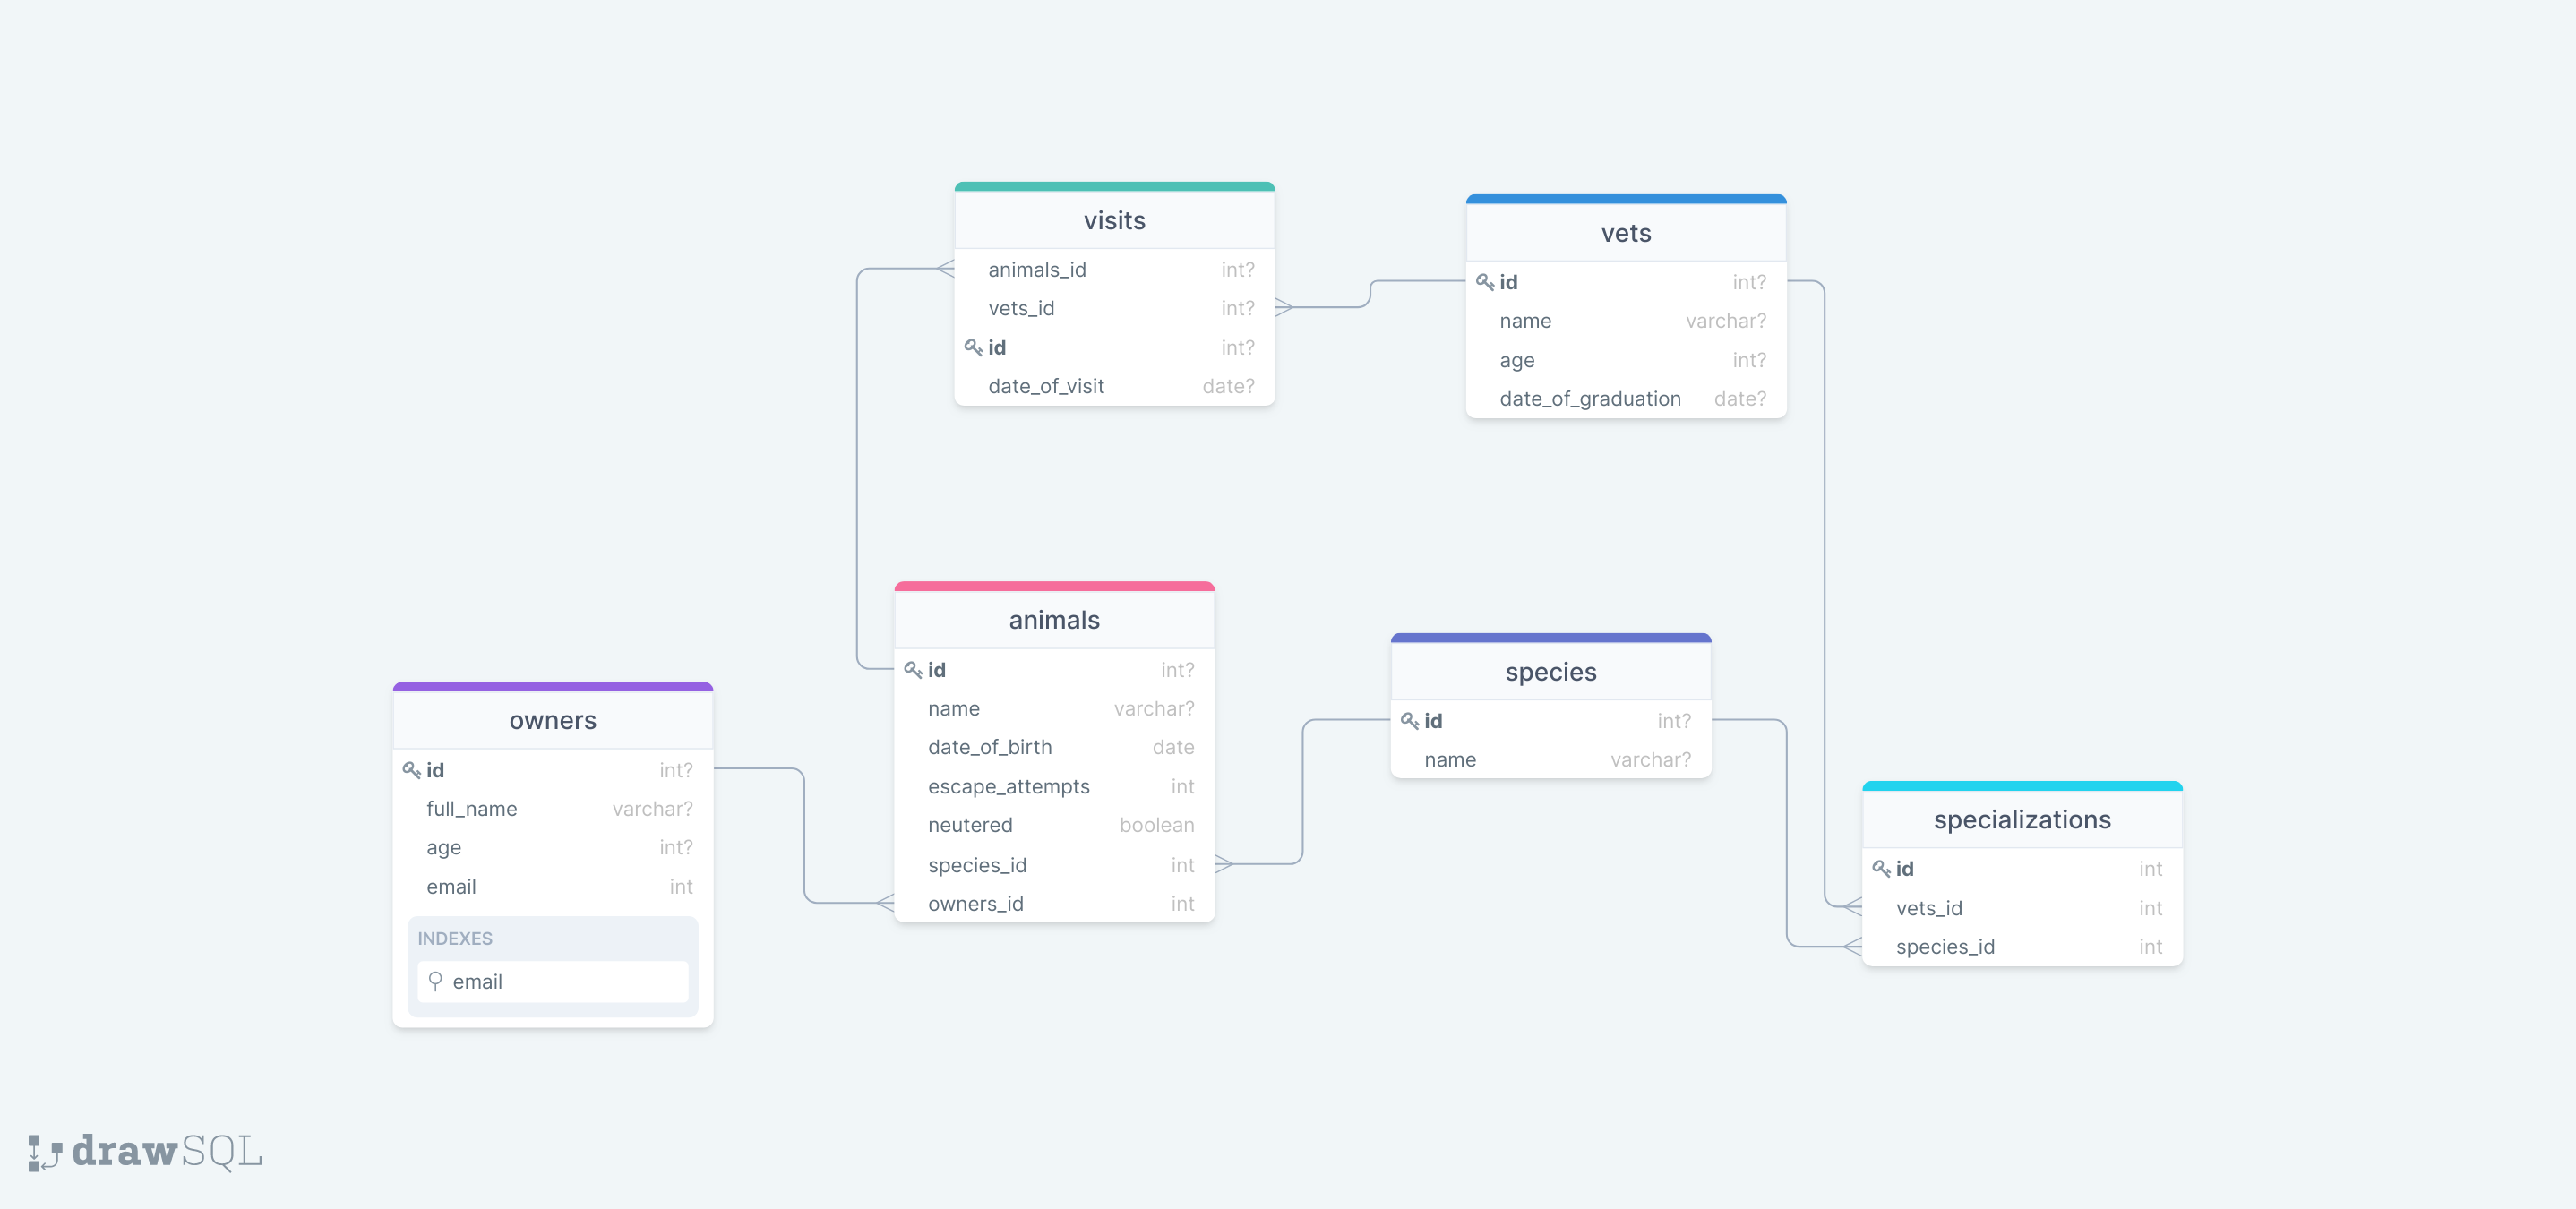 visits
animals_id int?
vets_id int?
id int?
date_of_visit date?
vets
id int?
name varchar?
age int?
date_of_graduation date?
animals
id int?
name varchar?
date_of_birth date
escape_attempts int
neutered boolean
species_id int
owners_id int
species
id int?
name varchar?
owners
id int?
full_name varchar?
age int?
email int
INDEXES
email
specializations
id int
vets_id int
species_id int
drawSQL